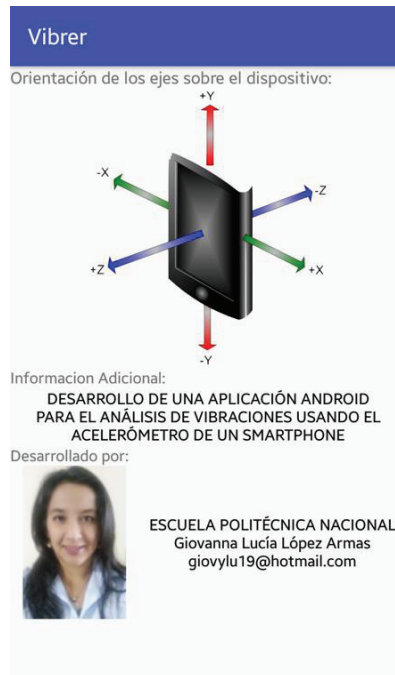 Vibrer
Orientación de los ejes sobre el dispositivo:
+Y
-X
-Z
+Z
+X
-Y
Informacion Adicional:
DESARROLLO DE UNA APLICACIÓN ANDROID
PARA EL ANÁLISIS DE VIBRACIONES USANDO EL
ACELERÓMETRO DE UN SMARTPHONE
Desarrollado por:
ESCUELA POLITÉCNICA NACIONAL
Giovanna Lucía López Armas
giovylu19@hotmail.com